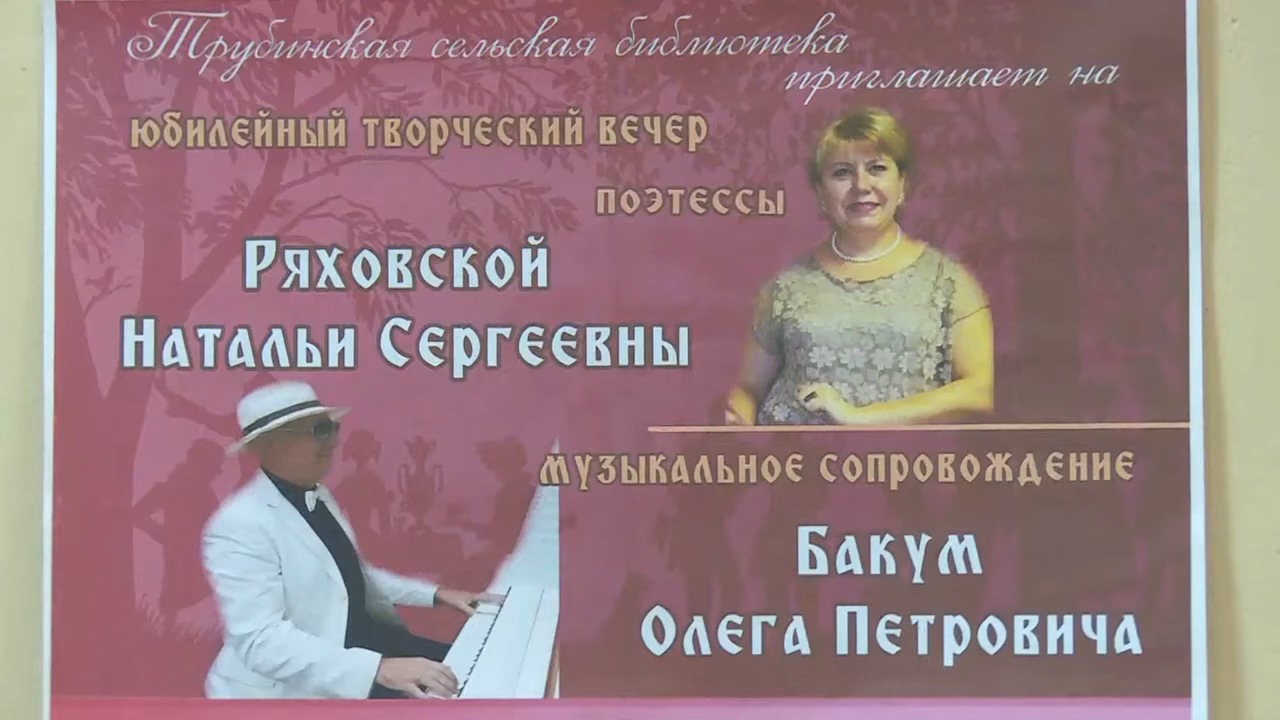 Трубинская сельская библиотека
приглашает на
юбилейный творческий вечер
поэтессы
Ряховской
Натальи Сергеевны
музыкальное сопровождение
Бакум
Олега Петровича